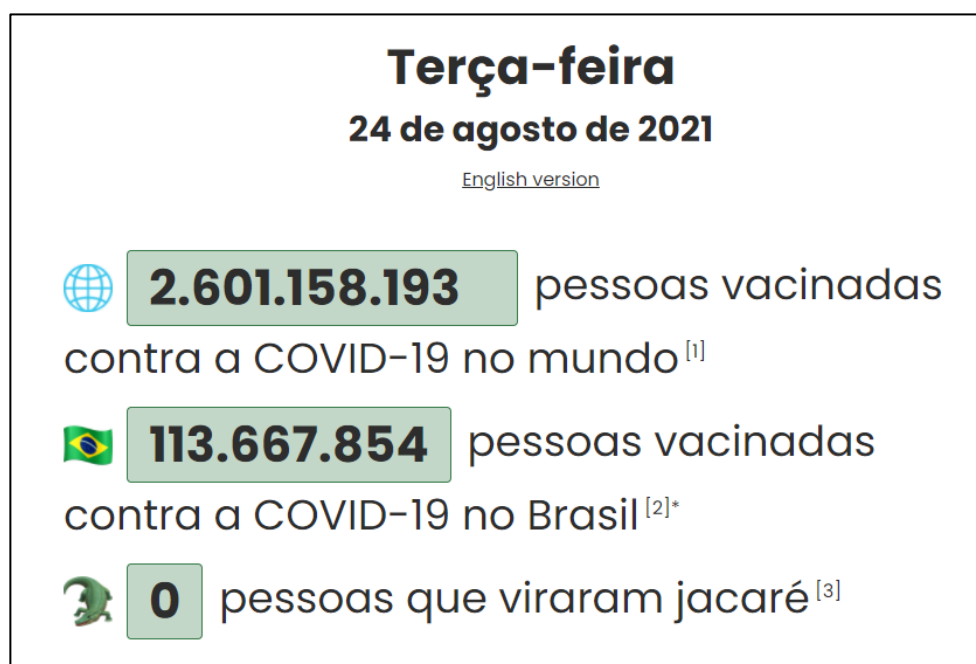 Terça-feira
24 de agosto de 2021
English version
2.601.158.193 pessoas vacinadas
contra a COVID-19 no mundo [1]
113.667.854 pessoas vacinadas
contra a COVID-19 no Brasil [2]*
0 pessoas que viraram jacaré [3]